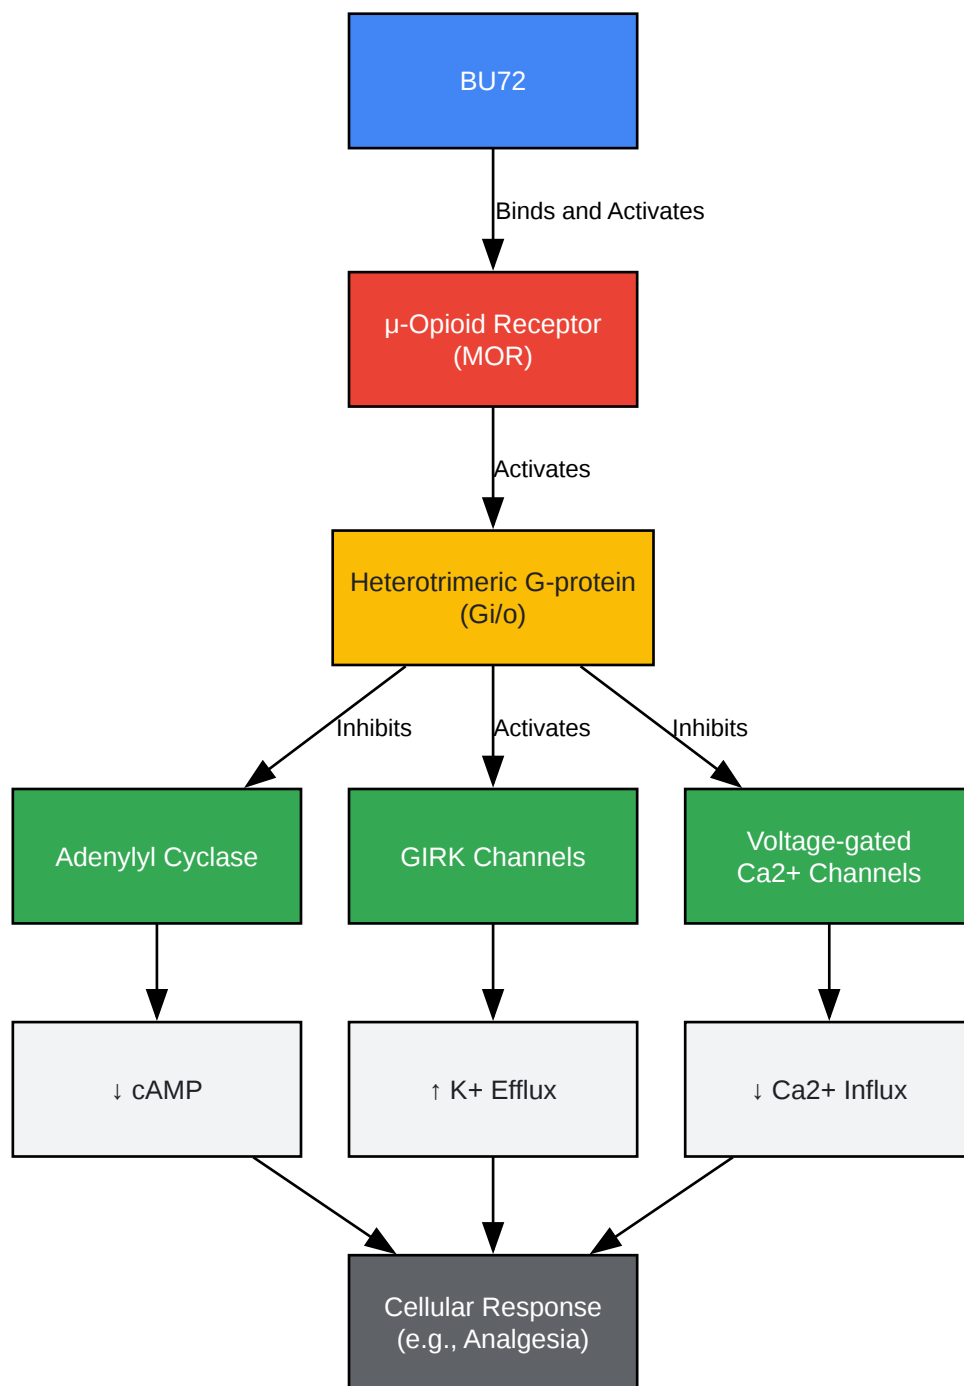 BU72
Binds and Activates
μ-Opioid Receptor
(MOR)
Activates
Heterotrimeric G-protein
(Gi/o)
Inhibits
Activates
Inhibits
Adenylyl Cyclase
GIRK Channels
Voltage-gated
Ca2+ Channels
↓ cAMP
↑ K+ Efflux
↓ Ca2+ Influx
Cellular Response
(e.g., Analgesia)